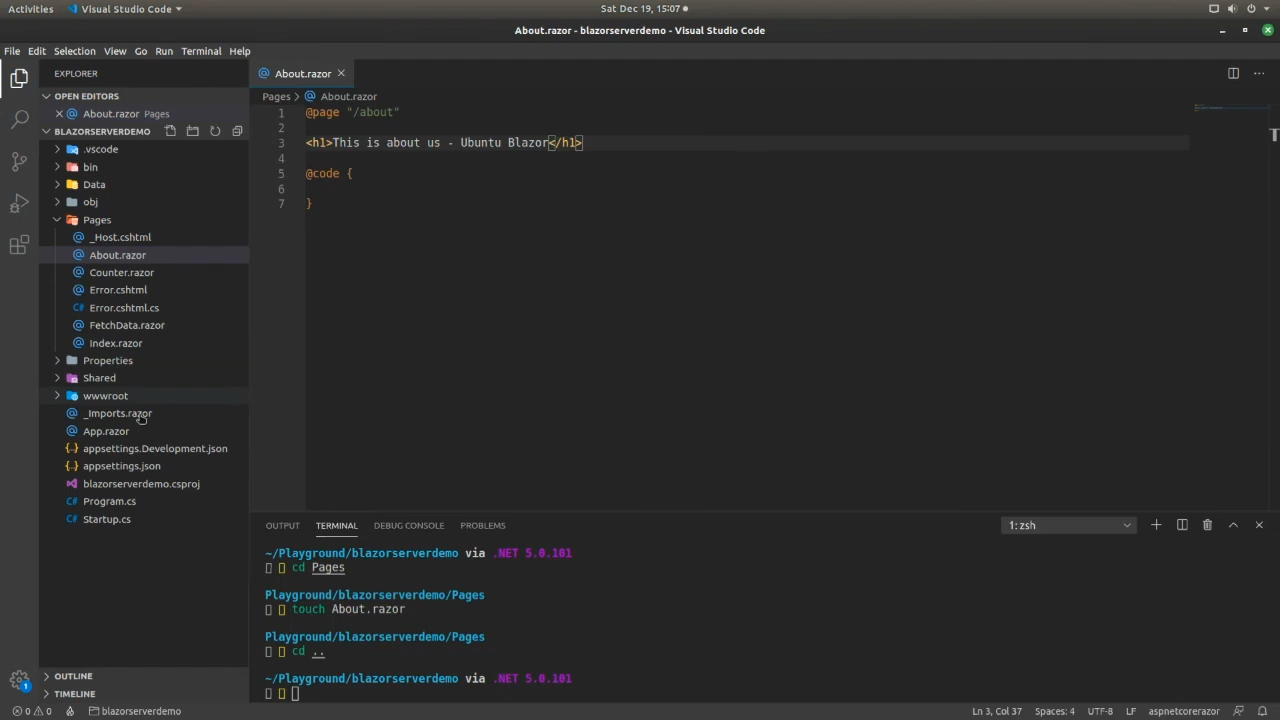 Activities
Visual Studio Code
Sat Dec 19, 15:07
About.razor - blazorserverdemo - Visual Studio Code
File Edit Selection View Go Run Terminal Help
EXPLORER
OPEN EDITORS
About.razor Pages
BLAZORSERVERDEMO
.vscode
bin
Data
obj
Pages
_Host.cshtml
About.razor
Counter.razor
Error.cshtml
Error.cshtml.cs
FetchData.razor
Index.razor
Properties
Shared
wwwroot
_Imports.razor
App.razor
appsettings.Development.json
appsettings.json
blazorserverdemo.csproj
Program.cs
Startup.cs
OUTLINE
TIMELINE
About.razor
Pages > About.razor
1 @page "/about"
2
3 <h1>This is about us - Ubuntu Blazor</h1>
4
5 @code {
6
7 }
OUTPUT TERMINAL DEBUG CONSOLE PROBLEMS
1: zsh
~/Playground/blazorserverdemo via .NET 5.0.101
cd Pages
Playground/blazorserverdemo/Pages
touch About.razor
Playground/blazorserverdemo/Pages
cd ..
~/Playground/blazorserverdemo via .NET 5.0.101
1
0 0 blazorserverdemo
Ln 3, Col 37 Spaces: 4 UTF-8 LF aspnetcorerazor